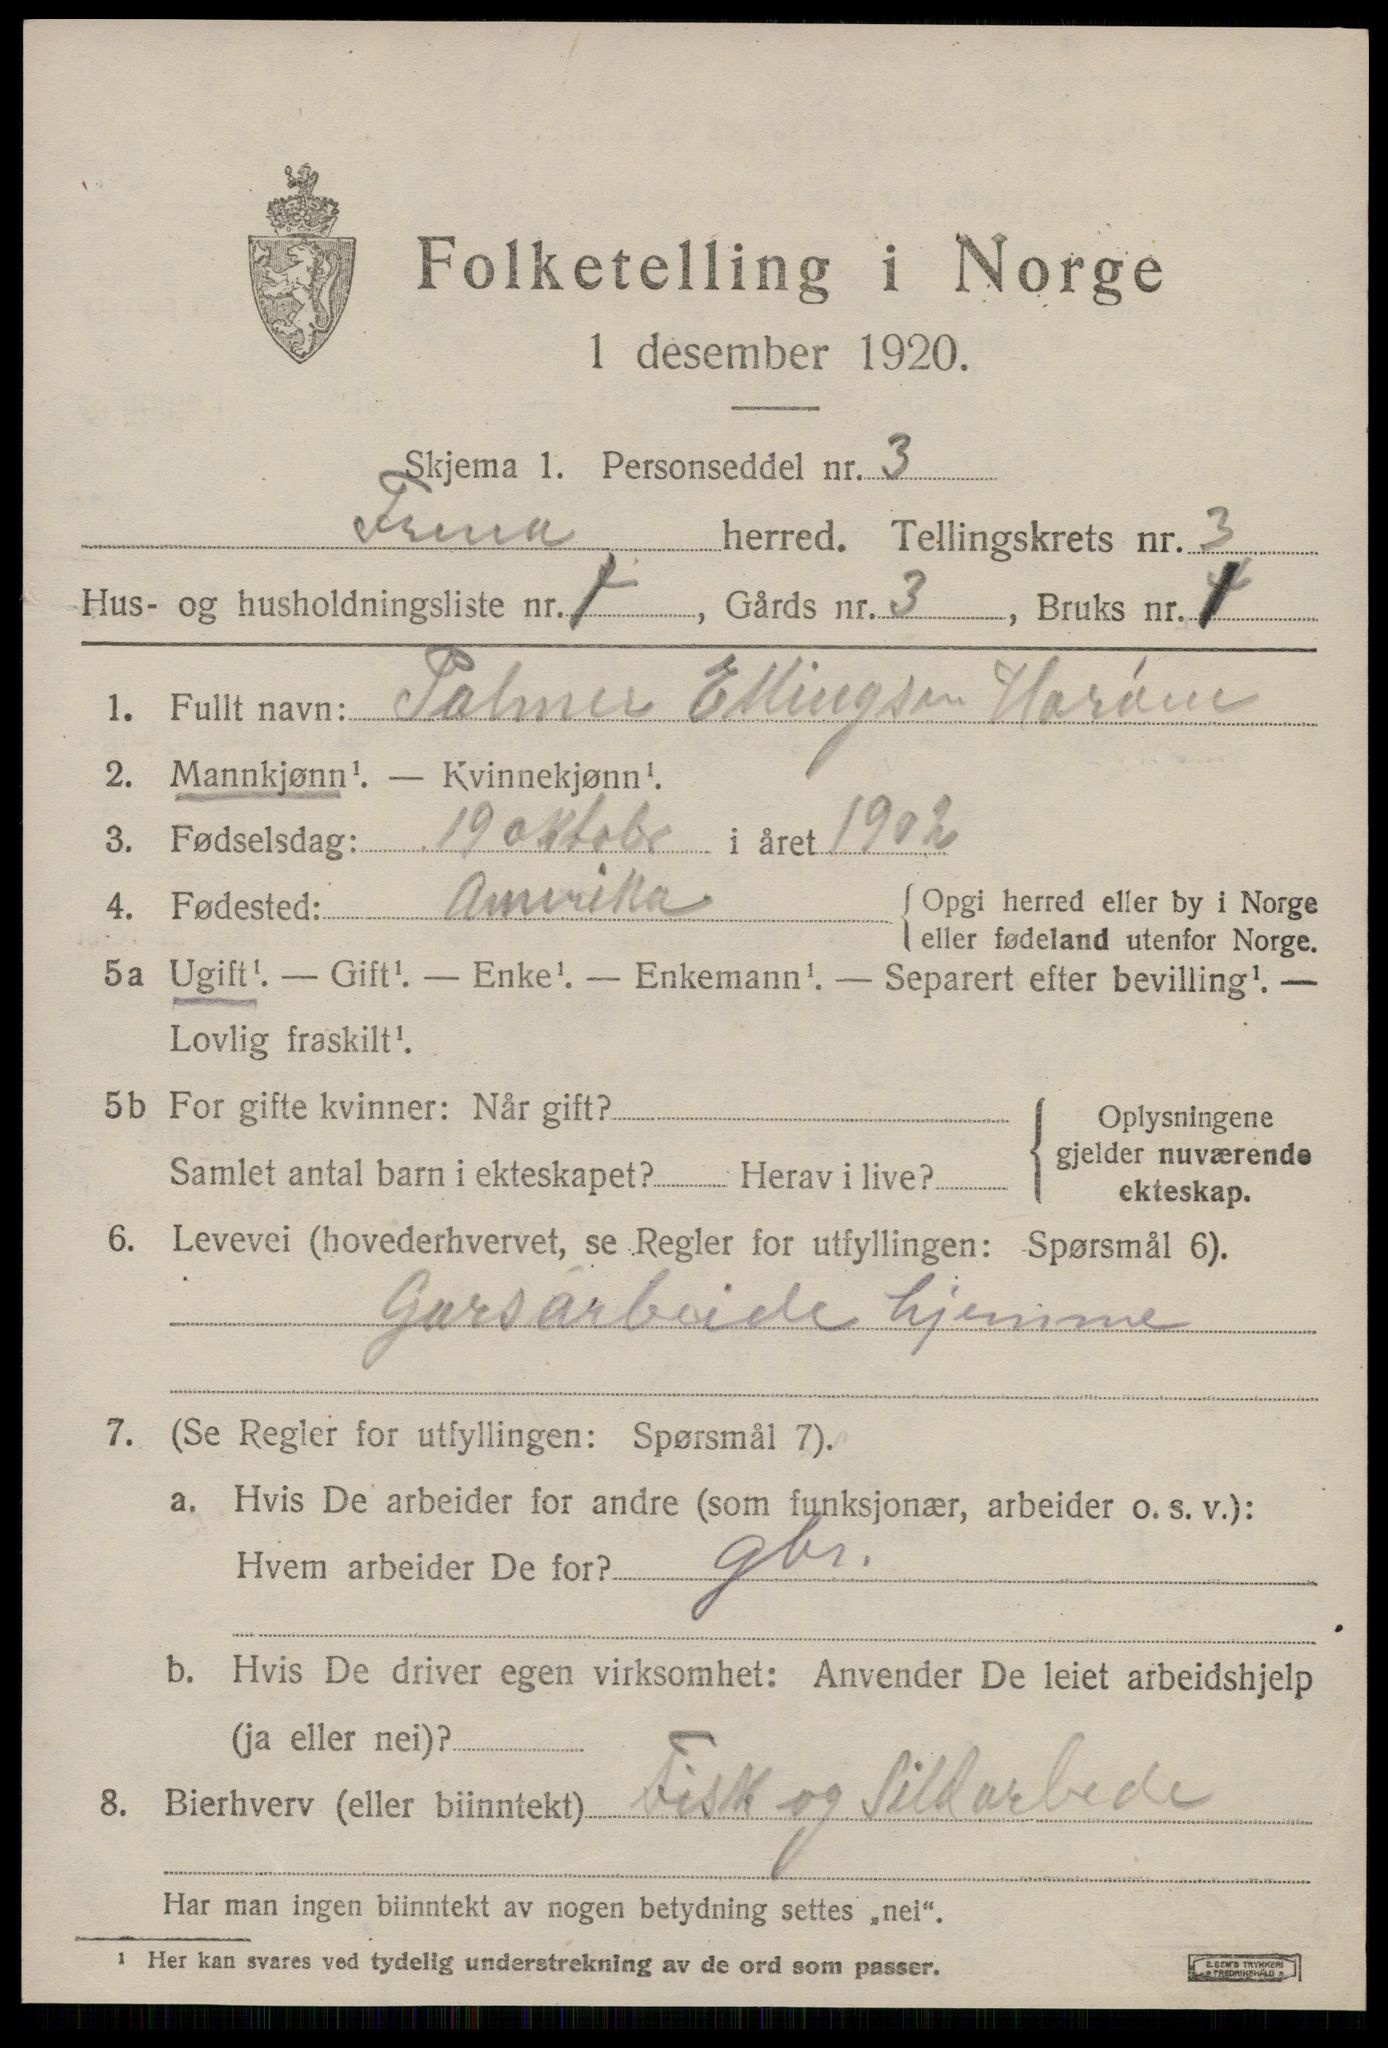 Folketelling i Norge
1 desember 1920.
Skjema 1. Personseddel nr. 3
Frena herred. Tellingskrets nr. 3
Hus- og husholdningsliste nr. 1, Gårds nr. 3, Bruks nr. 1
1. Fullt navn: Palmer Ellingsen Harøem
2. Mannkjønn¹. — Kvinnekjønn¹.
3. Fødselsdag: 19 oktobr i året 1902
4. Fødested: Amerika {Opgi herred eller by i Norge
eller fødeland utenfor Norge.
5a Ugift¹. — Gift¹. — Enke¹. — Enkemann¹. — Separert efter bevilling¹. —
Lovlig fraskilt¹.
5b For gifte kvinner: Når gift?
Samlet antal barn i ekteskapet? Herav i live?
{Oplysningene
gjelder nuværende
ekteskap.
6. Levevei (hovederhvervet, se Regler for utfyllingen: Spørsmål 6).
Garsarbeide hjemme
7. (Se Regler for utfyllingen: Spørsmål 7).
a. Hvis De arbeider for andre (som funksjonær, arbeider o. s. v.):
Hvem arbeider De for? gbr.
b. Hvis De driver egen virksomhet: Anvender De leiet arbeidshjelp
(ja eller nei)?
8. Bierhverv (eller biinntekt) Fisk og Sildarbede
Har man ingen biinntekt av nogen betydning settes „nei“.
¹ Her kan svares ved tydelig understrekning av de ord som passer.
E. SEM'S TRYKKERI
FREDRIKSHALD